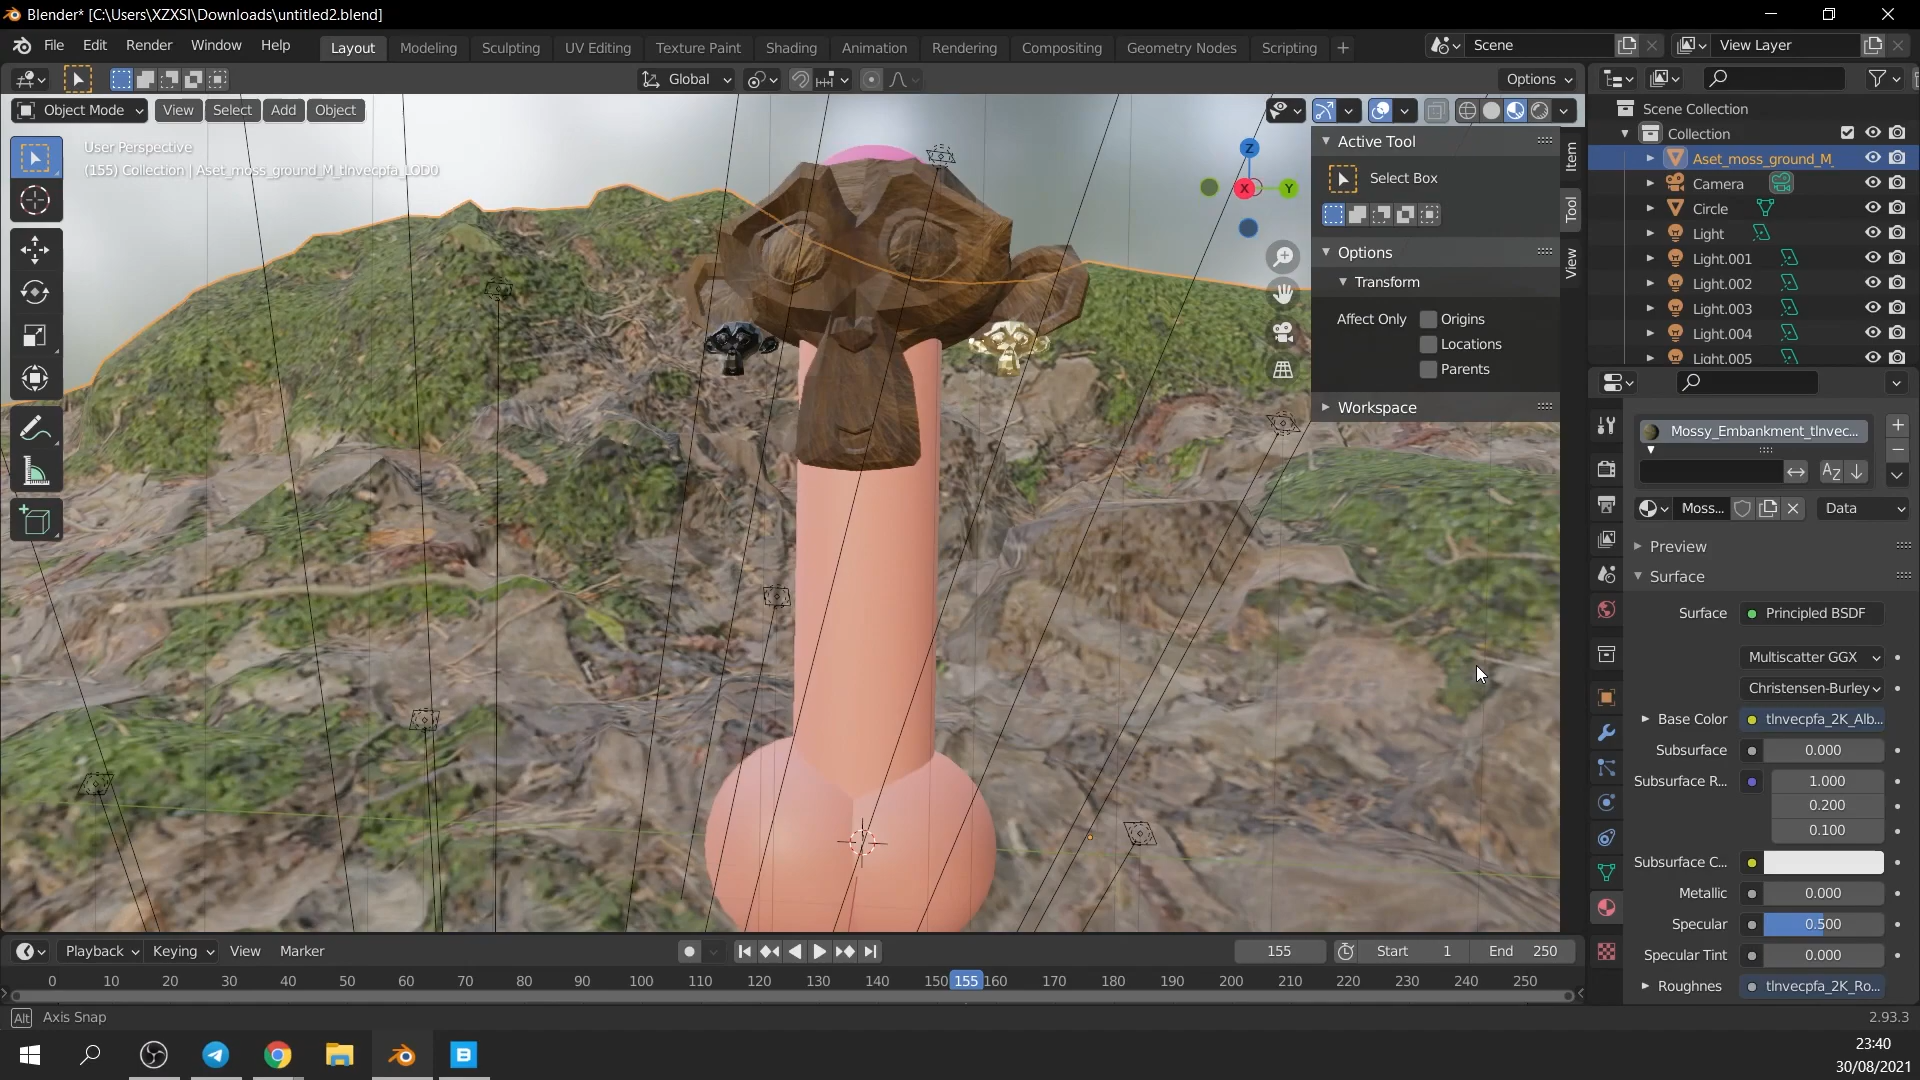 Blender* [C:\Users\XZXSI\Downloads\untitled2.blend]
File Edit Render Window Help Layout Modeling Sculpting UV Editing Texture Paint Shading Animation Rendering Compositing Geometry Nodes Scripting + Scene View Layer
Global Options
Object Mode View Select Add Object
User Perspective
(155) Collection | Aset_moss_ground_M_tlnvecpfa_LOD0
Z
X
Y
Active Tool
Select Box
Options
Transform
Affect Only Origins
Locations
Parents
Workspace
Item
Tool
View
Scene Collection
Collection
Aset_moss_ground_M_
Camera
Circle
Light
Light.001
Light.002
Light.003
Light.004
Light.005
Mossy_Embankment_tlnvec...
Moss... Data
Preview
Surface
Surface Principled BSDF
Multiscatter GGX
Christensen-Burley
Base Color tlnvecpfa_2K_Alb...
Subsurface 0.000
Subsurface R... 1.000
0.200
0.100
Subsurface C...
Metallic 0.000
Specular 0.500
Specular Tint 0.000
Roughnes tlnvecpfa_2K_Ro...
Playback Keying View Marker 155 Start 1 End 250
0 10 20 30 40 50 60 70 80 90 100 110 120 130 140 150 155 160 170 180 190 200 210 220 230 240 250
Alt Axis Snap 2.93.3
23:40
30/08/2021